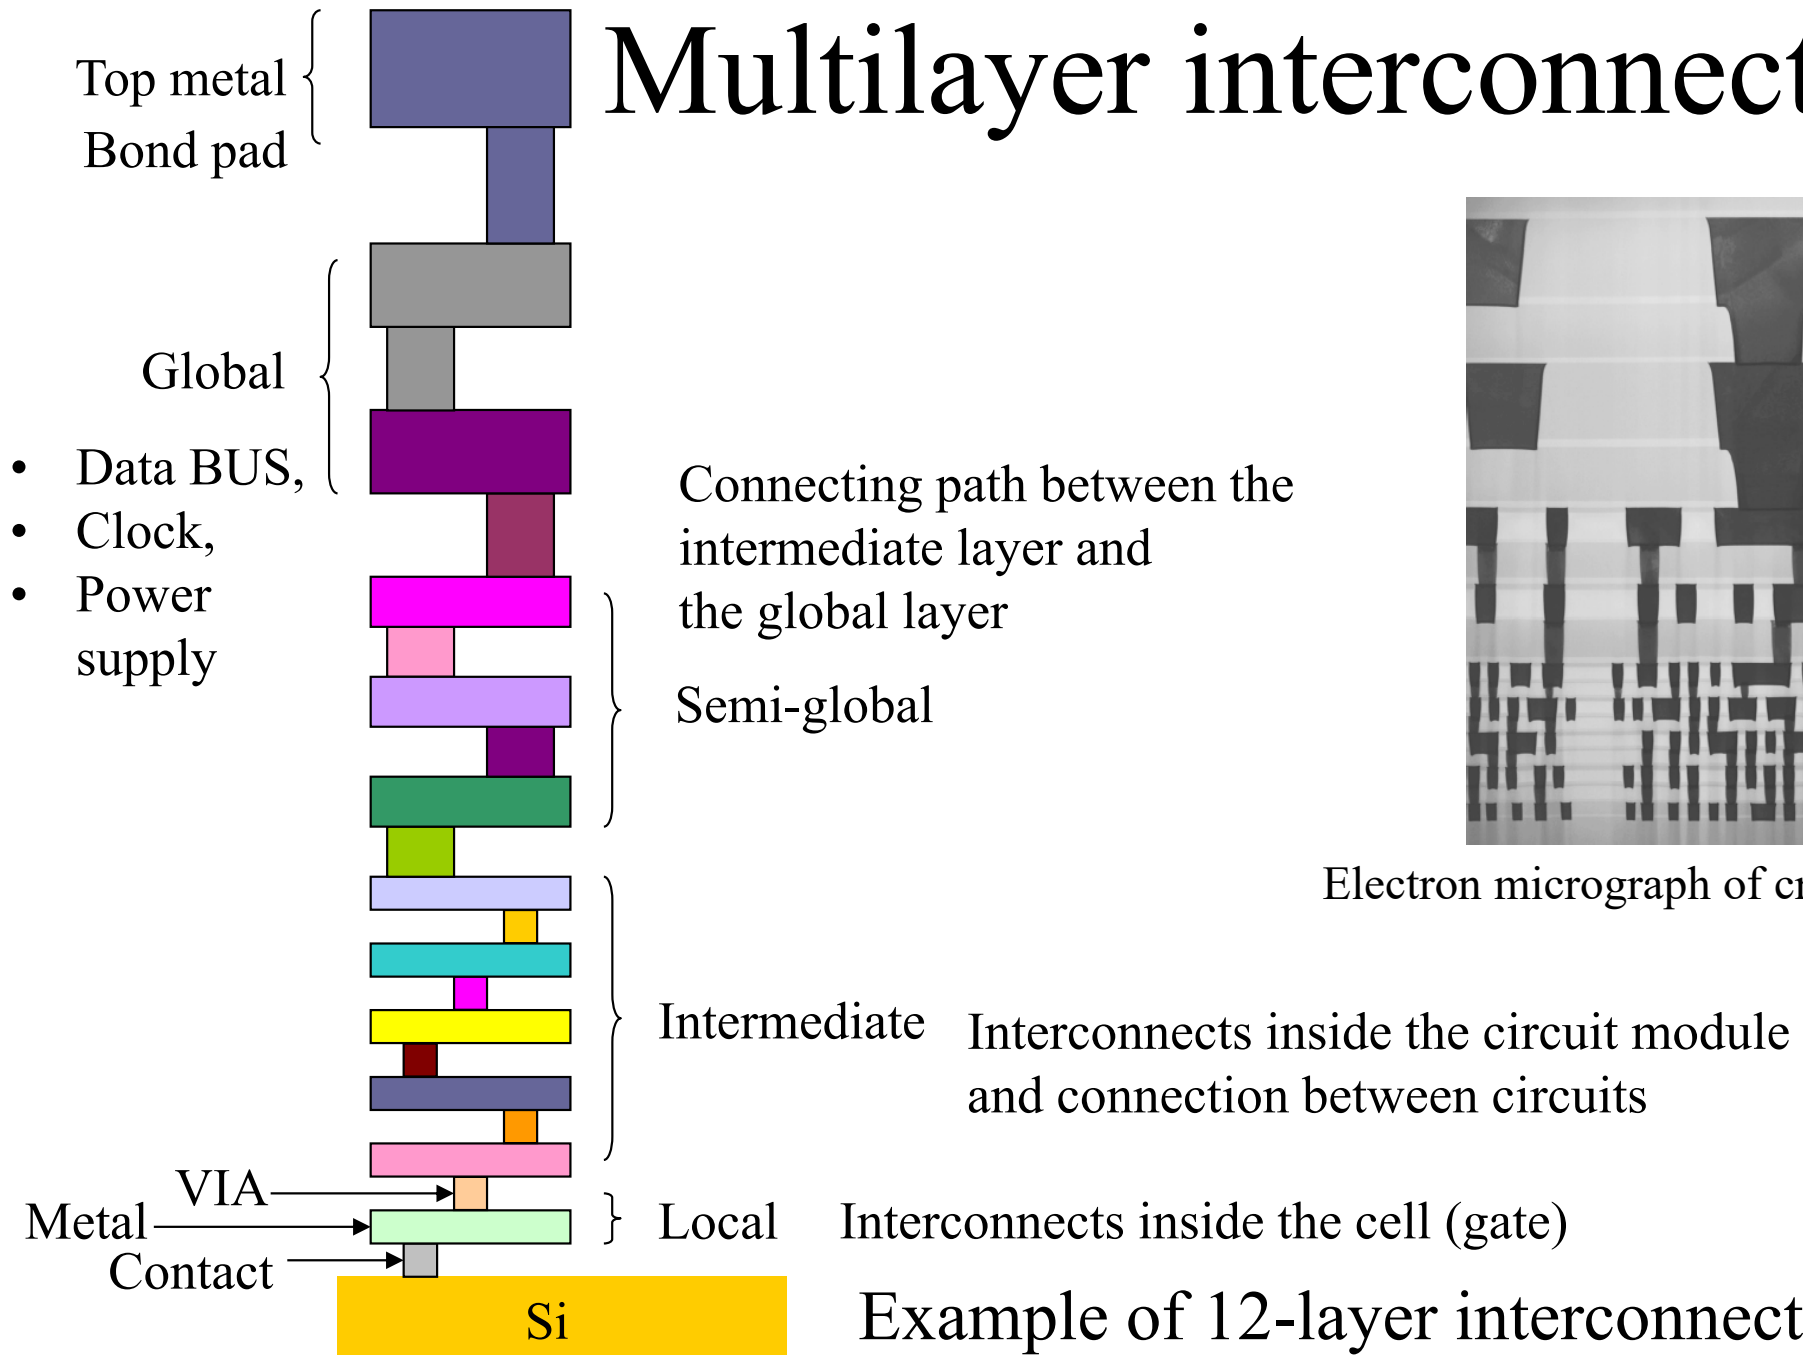 Multilayer interconnect
Top metal
Bond pad
Global
• Data BUS,
• Clock,
• Power
supply
Connecting path between the
intermediate layer and
the global layer
Semi-global
Electron micrograph of
Intermediate
Interconnects inside the circuit module
and connection between circuits
VIA
Metal
Contact
Local
Interconnects inside the cell (gate)
Si
Example of 12-layer interconnect